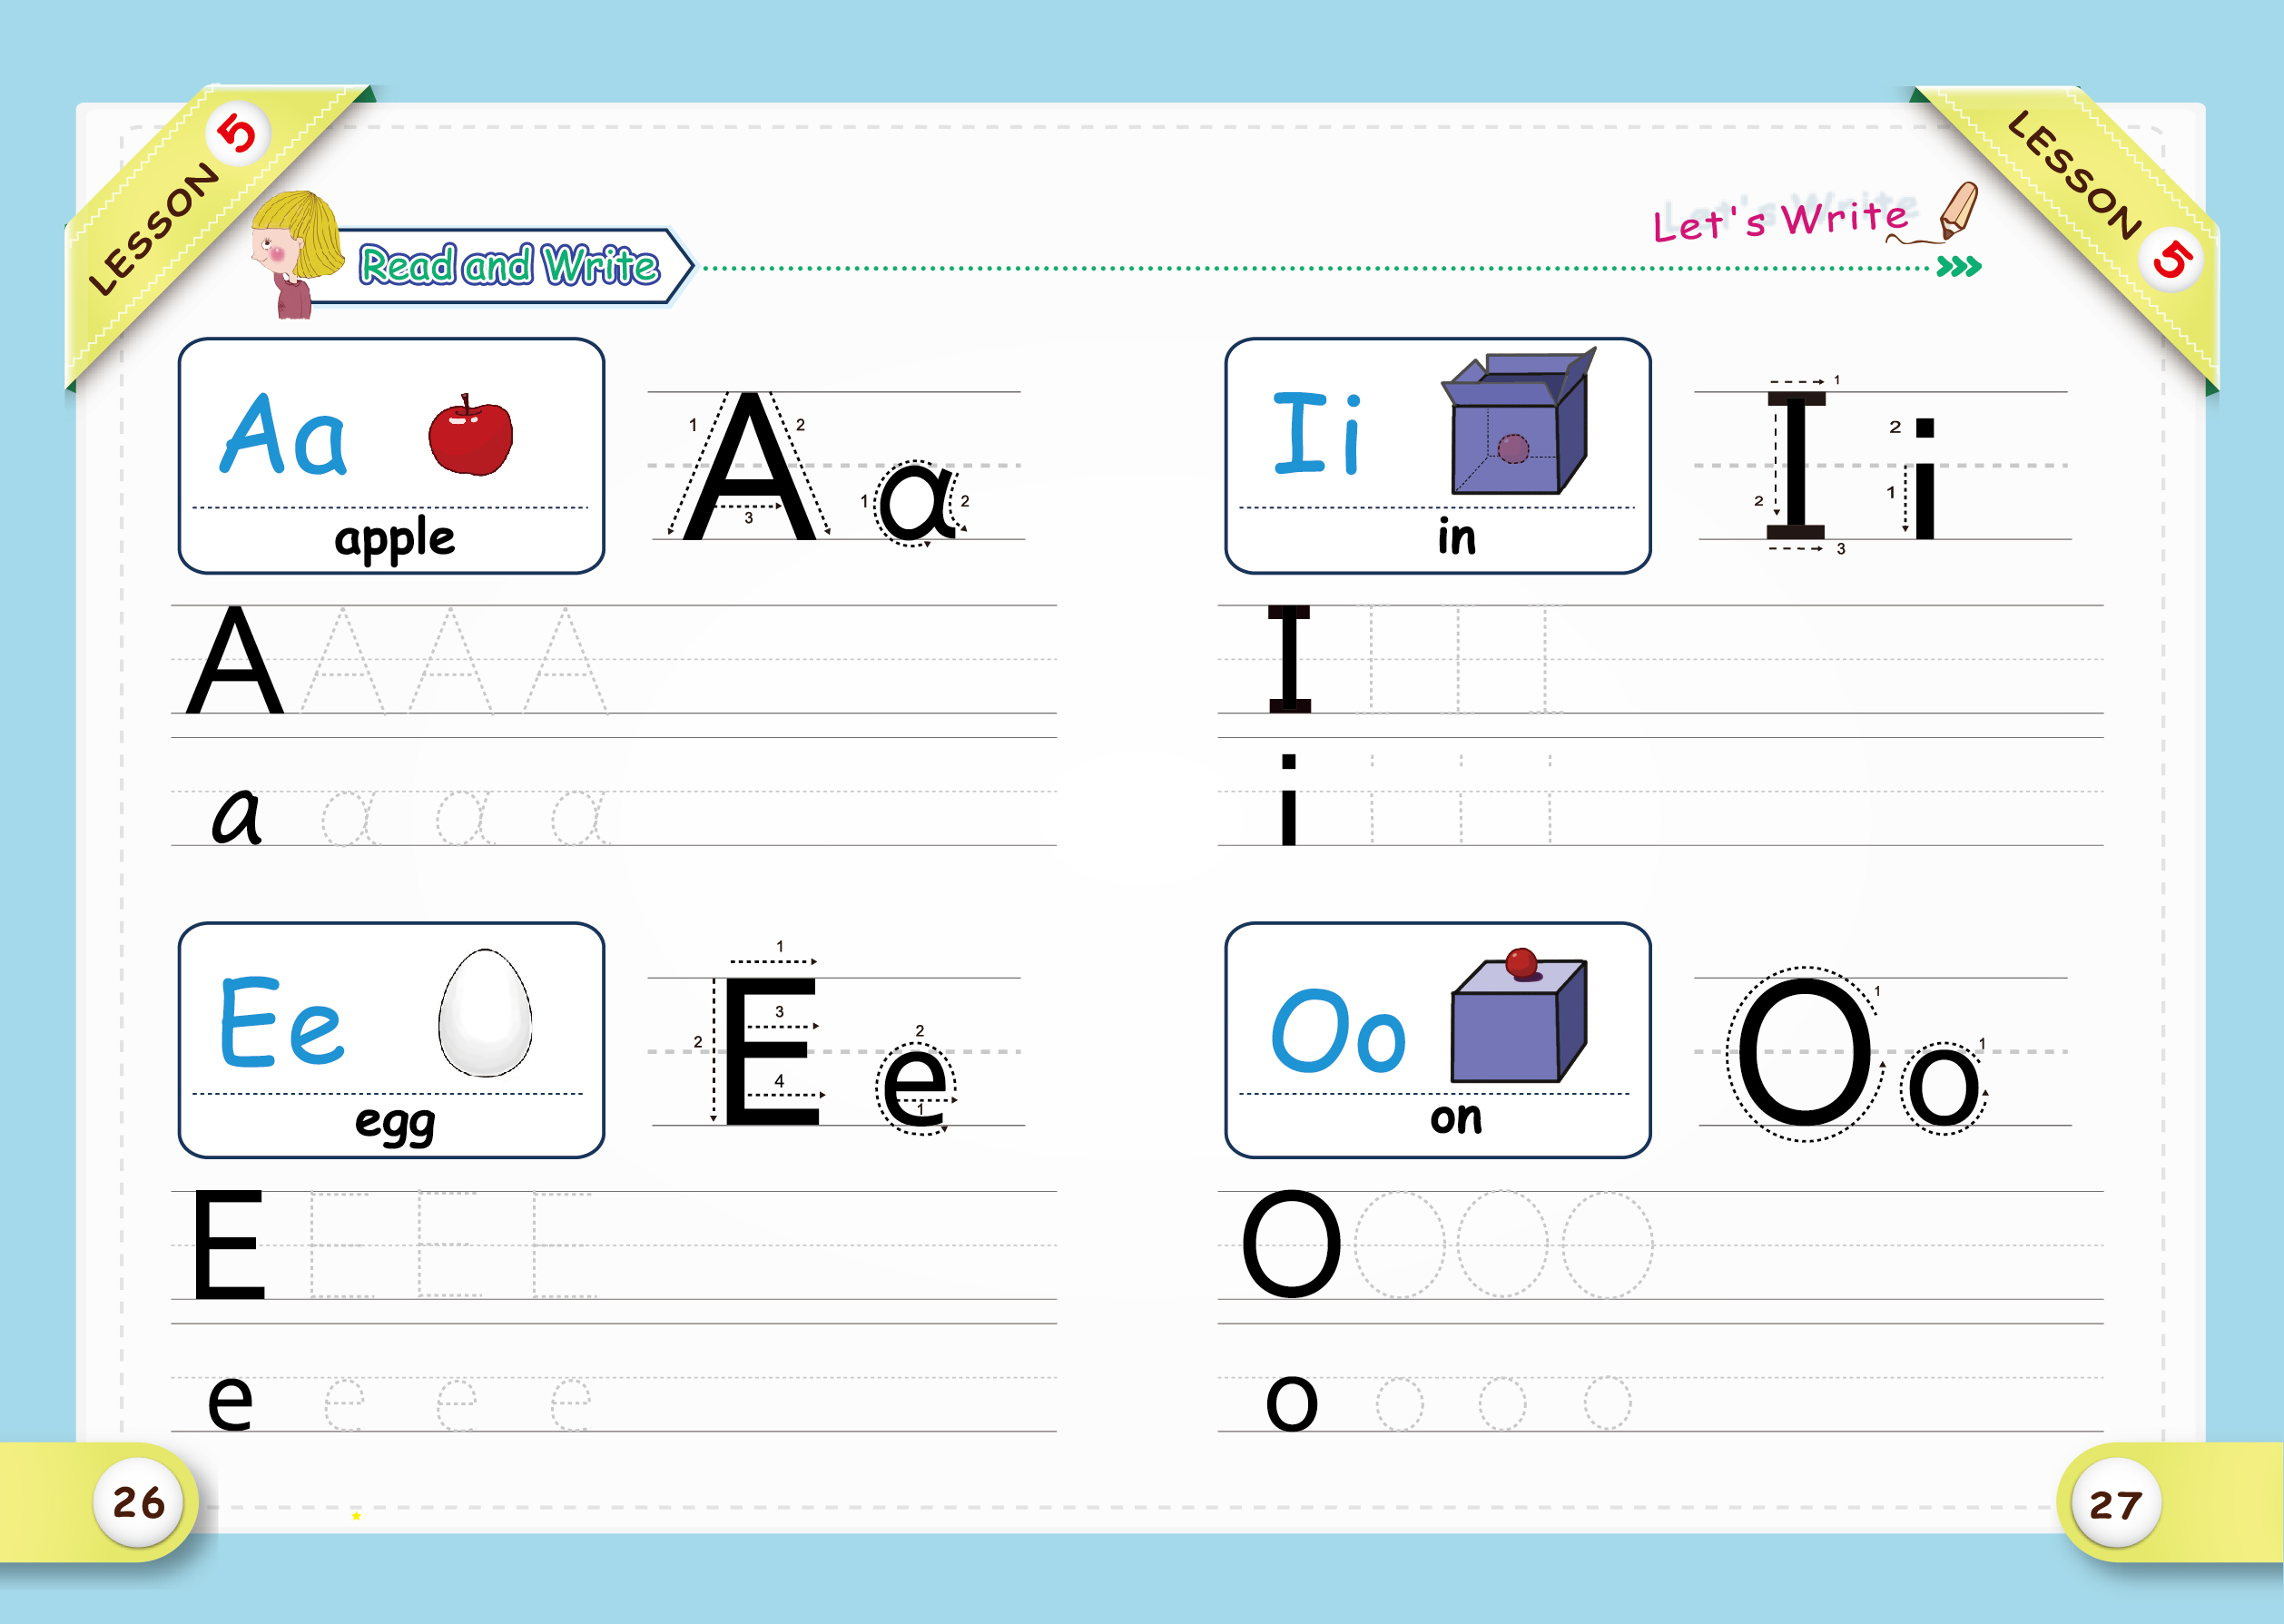 LESSON 5
Read and Write
Aa
apple
1 2 3
A
1 2
a
A A A A
a a a a
Ee
egg
1 2 3 4
E
2 1
e
E E E E
e e e e
26
LESSON 5
Let's Write
Ii
in
1 2 3
I
2 1
i
I I I I
i i i i
Oo
on
1
O
1
o
O O O O
o o o o
27